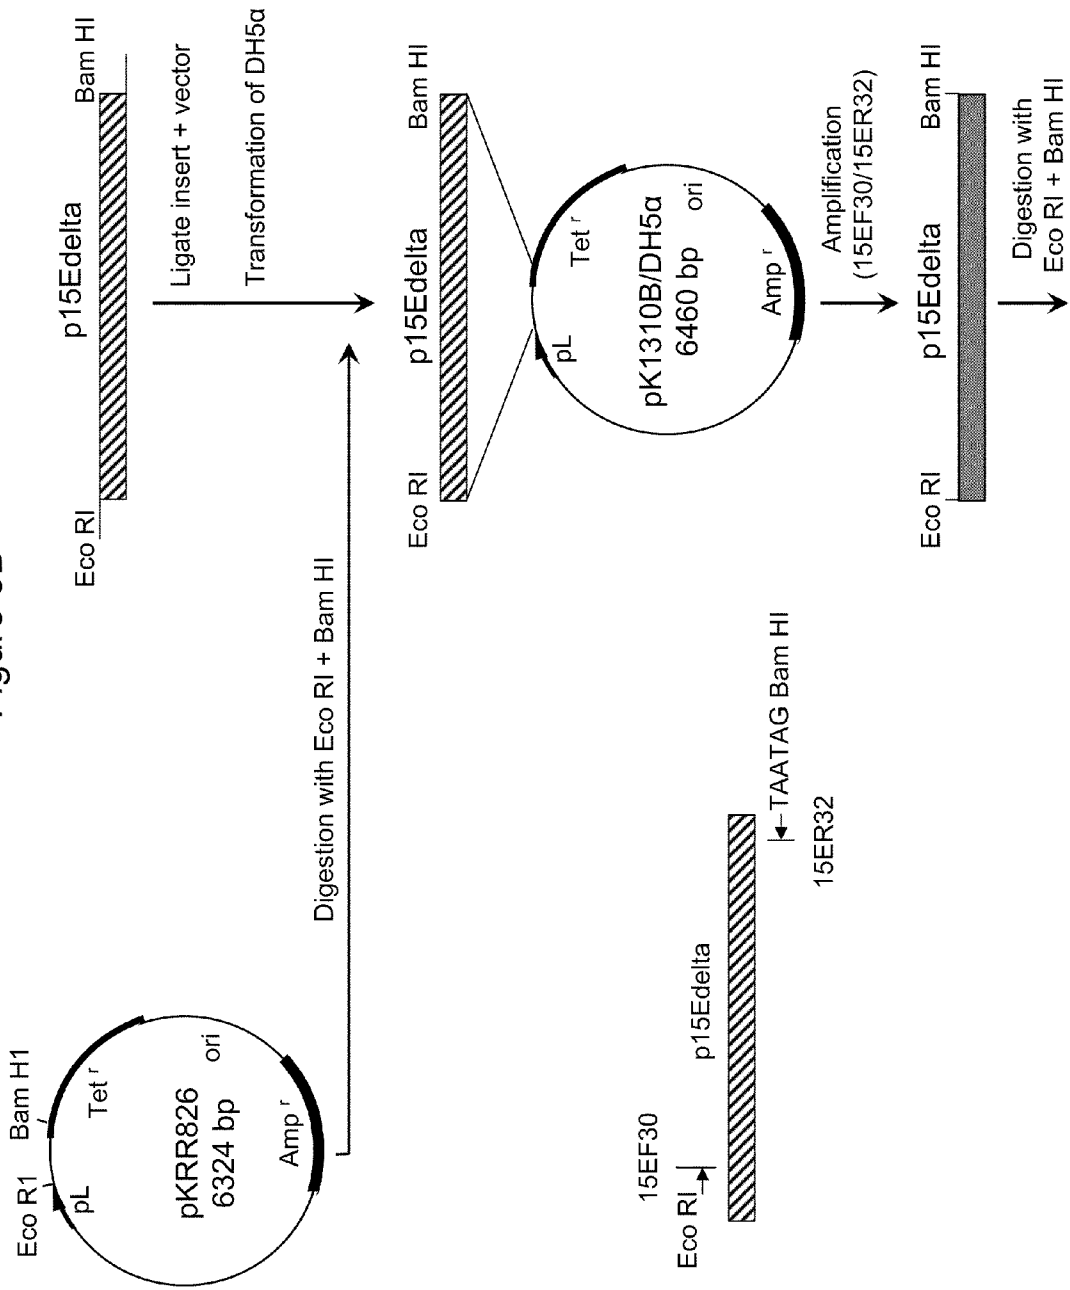 Figure
Eco R1
Bam H1
pL
Tet r
pKRR826
6324 bp
ori
Amp r
p15Edelta
Eco RI
Bam HI
Ligate insert + vector
Transformation of DH5α
Digestion with Eco RI + Bam HI
p15Edelta
Eco RI
Bam HI
pL
Tet r
pK1310B/DH5α
6460 bp
ori
Amp r
15EF30
Eco RI
p15Edelta
TAATAG Bam HI
15ER32
Amplification
(15EF30/15ER32)
p15Edelta
Eco RI
Bam HI
Digestion with
Eco RI + Bam HI